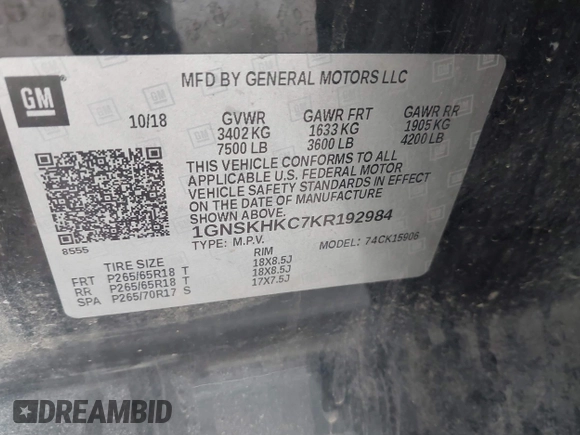 GM
MFD BY GENERAL MOTORS LLC
10/18
GVWR GAWR FRT GAWR RR
3402 KG 1633 KG 1905 KG
7500 LB 3600 LB 4200 LB
THIS VEHICLE CONFORMS TO ALL
APPLICABLE U.S. FEDERAL MOTOR
VEHICLE SAFETY STANDARDS IN EFFECT
ON THE DATE OF MANUFACTURE
1GNSKHKC7KR192984
8555
TYPE: M.P.V. MODEL: 74CK15906
TIRE SIZE RIM
FRT P265/65R18 T 18X8.5J
RR P265/65R18 T 18X8.5J
SPA P265/70R17 S 17X7.5J
DREAMBID